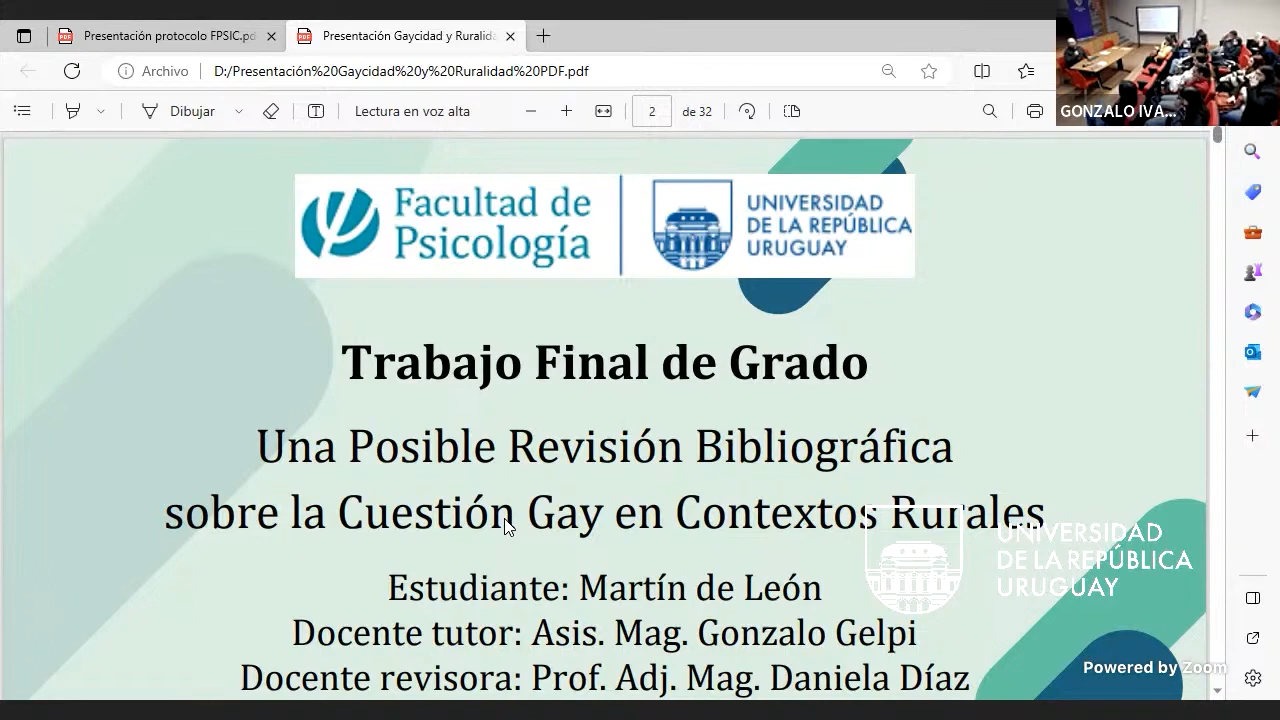 Presentación protocolo FPSIC.pd
Presentación Gaycidad y Ruralida
Archivo
D:/Presentación%20Gaycidad%20y%20Ruralidad%20PDF.pdf
GONZALO IVA...
Dibujar
Lectura en voz alta
2
de 32
Facultad de
Psicología
UNIVERSIDAD
DE LA REPÚBLICA
URUGUAY
Trabajo Final de Grado
Una Posible Revisión Bibliográfica
sobre la Cuestión Gay en Contextos Rurales
UNIVERSIDAD
DE LA REPÚBLICA
URUGUAY
Estudiante: Martín de León
Docente tutor: Asis. Mag. Gonzalo Gelpi
Docente revisora: Prof. Adj. Mag. Daniela Díaz
Powered by Zoom